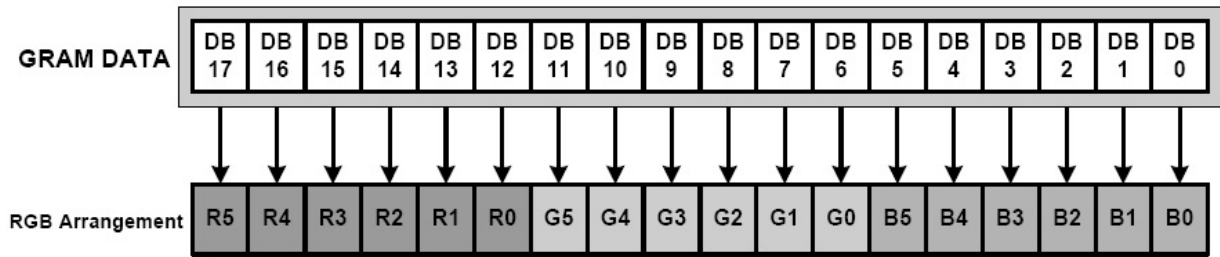 GRAM DATA
DB 17 DB 16 DB 15 DB 14 DB 13 DB 12 DB 11 DB 10 DB 9 DB 8 DB 7 DB 6 DB 5 DB 4 DB 3 DB 2 DB 1 DB 0
RGB Arrangement R5 R4 R3 R2 R1 R0 G5 G4 G3 G2 G1 G0 B5 B4 B3 B2 B1 B0